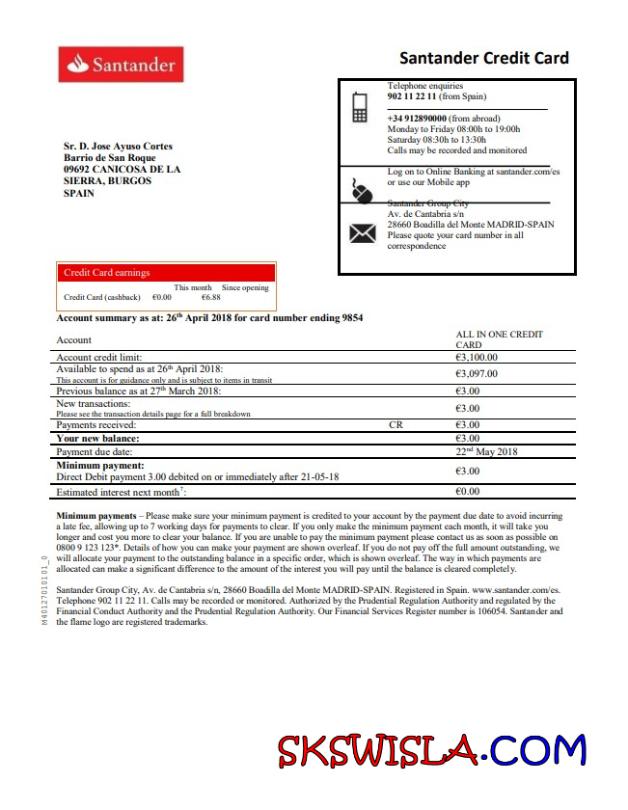 Santander
Santander Credit Card
Telephone enquiries
902 11 22 11 (from Spain)
+34 912890000 (from abroad)
Monday to Friday 08:00h to 19:00h
Saturday 08:30h to 13:30h
Calls may be recorded and monitored
Log on to Online Banking at santander.com/es
or use our Mobile app
Santander Group City
Av. de Cantabria s/n
28660 Boadilla del Monte MADRID-SPAIN
Please quote your card number in all
correspondence
Sr. D. Jose Ayuso Cortes
Barrio de San Roque
09692 CANICOSA DE LA
SIERRA, BURGOS
SPAIN
Credit Card earnings
This month Since opening
Credit Card (cashback) €0.00 €6.88
Account summary as at: 26th April 2018 for card number ending 9854
Account ALL IN ONE CREDIT
CARD
Account credit limit: €3,100.00
Available to spend as at 26th April 2018: €3,097.00
This account is for guidance only and is subject to items in transit
Previous balance as at 27th March 2018: €3.00
New transactions: €3.00
Please see the transaction details page for a full breakdown
Payments received: CR €3.00
Your new balance: €3.00
Payment due date: 22nd May 2018
Minimum payment: €3.00
Direct Debit payment 3.00 debited on or immediately after 21-05-18
Estimated interest next month7: €0.00
Minimum payments – Please make sure your minimum payment is credited to your account by the payment due date to avoid incurring
a late fee, allowing up to 7 working days for payments to clear. If you only make the minimum payment each month, it will take you
longer and cost you more to clear your balance. If you are unable to pay the minimum payment please contact us as soon as possible on
0800 9 123 123*. Details of how you can make your payment are shown overleaf. If you do not pay off the full amount outstanding, we
will allocate your payment to the outstanding balance in a specific order, which is shown overleaf. The way in which payments are
allocated can make a significant difference to the amount of the interest you will pay until the balance is cleared completely.
Santander Group City, Av. de Cantabria s/n, 28660 Boadilla del Monte MADRID-SPAIN. Registered in Spain. www.santander.com/es.
Telephone 902 11 22 11. Calls may be recorded or monitored. Authorized by the Prudential Regulation Authority and regulated by the
Financial Conduct Authority and the Prudential Regulation Authority. Our Financial Services Register number is 106054. Santander and
the flame logo are registered trademarks.
M40127010101_0
SKSWISLA.COM